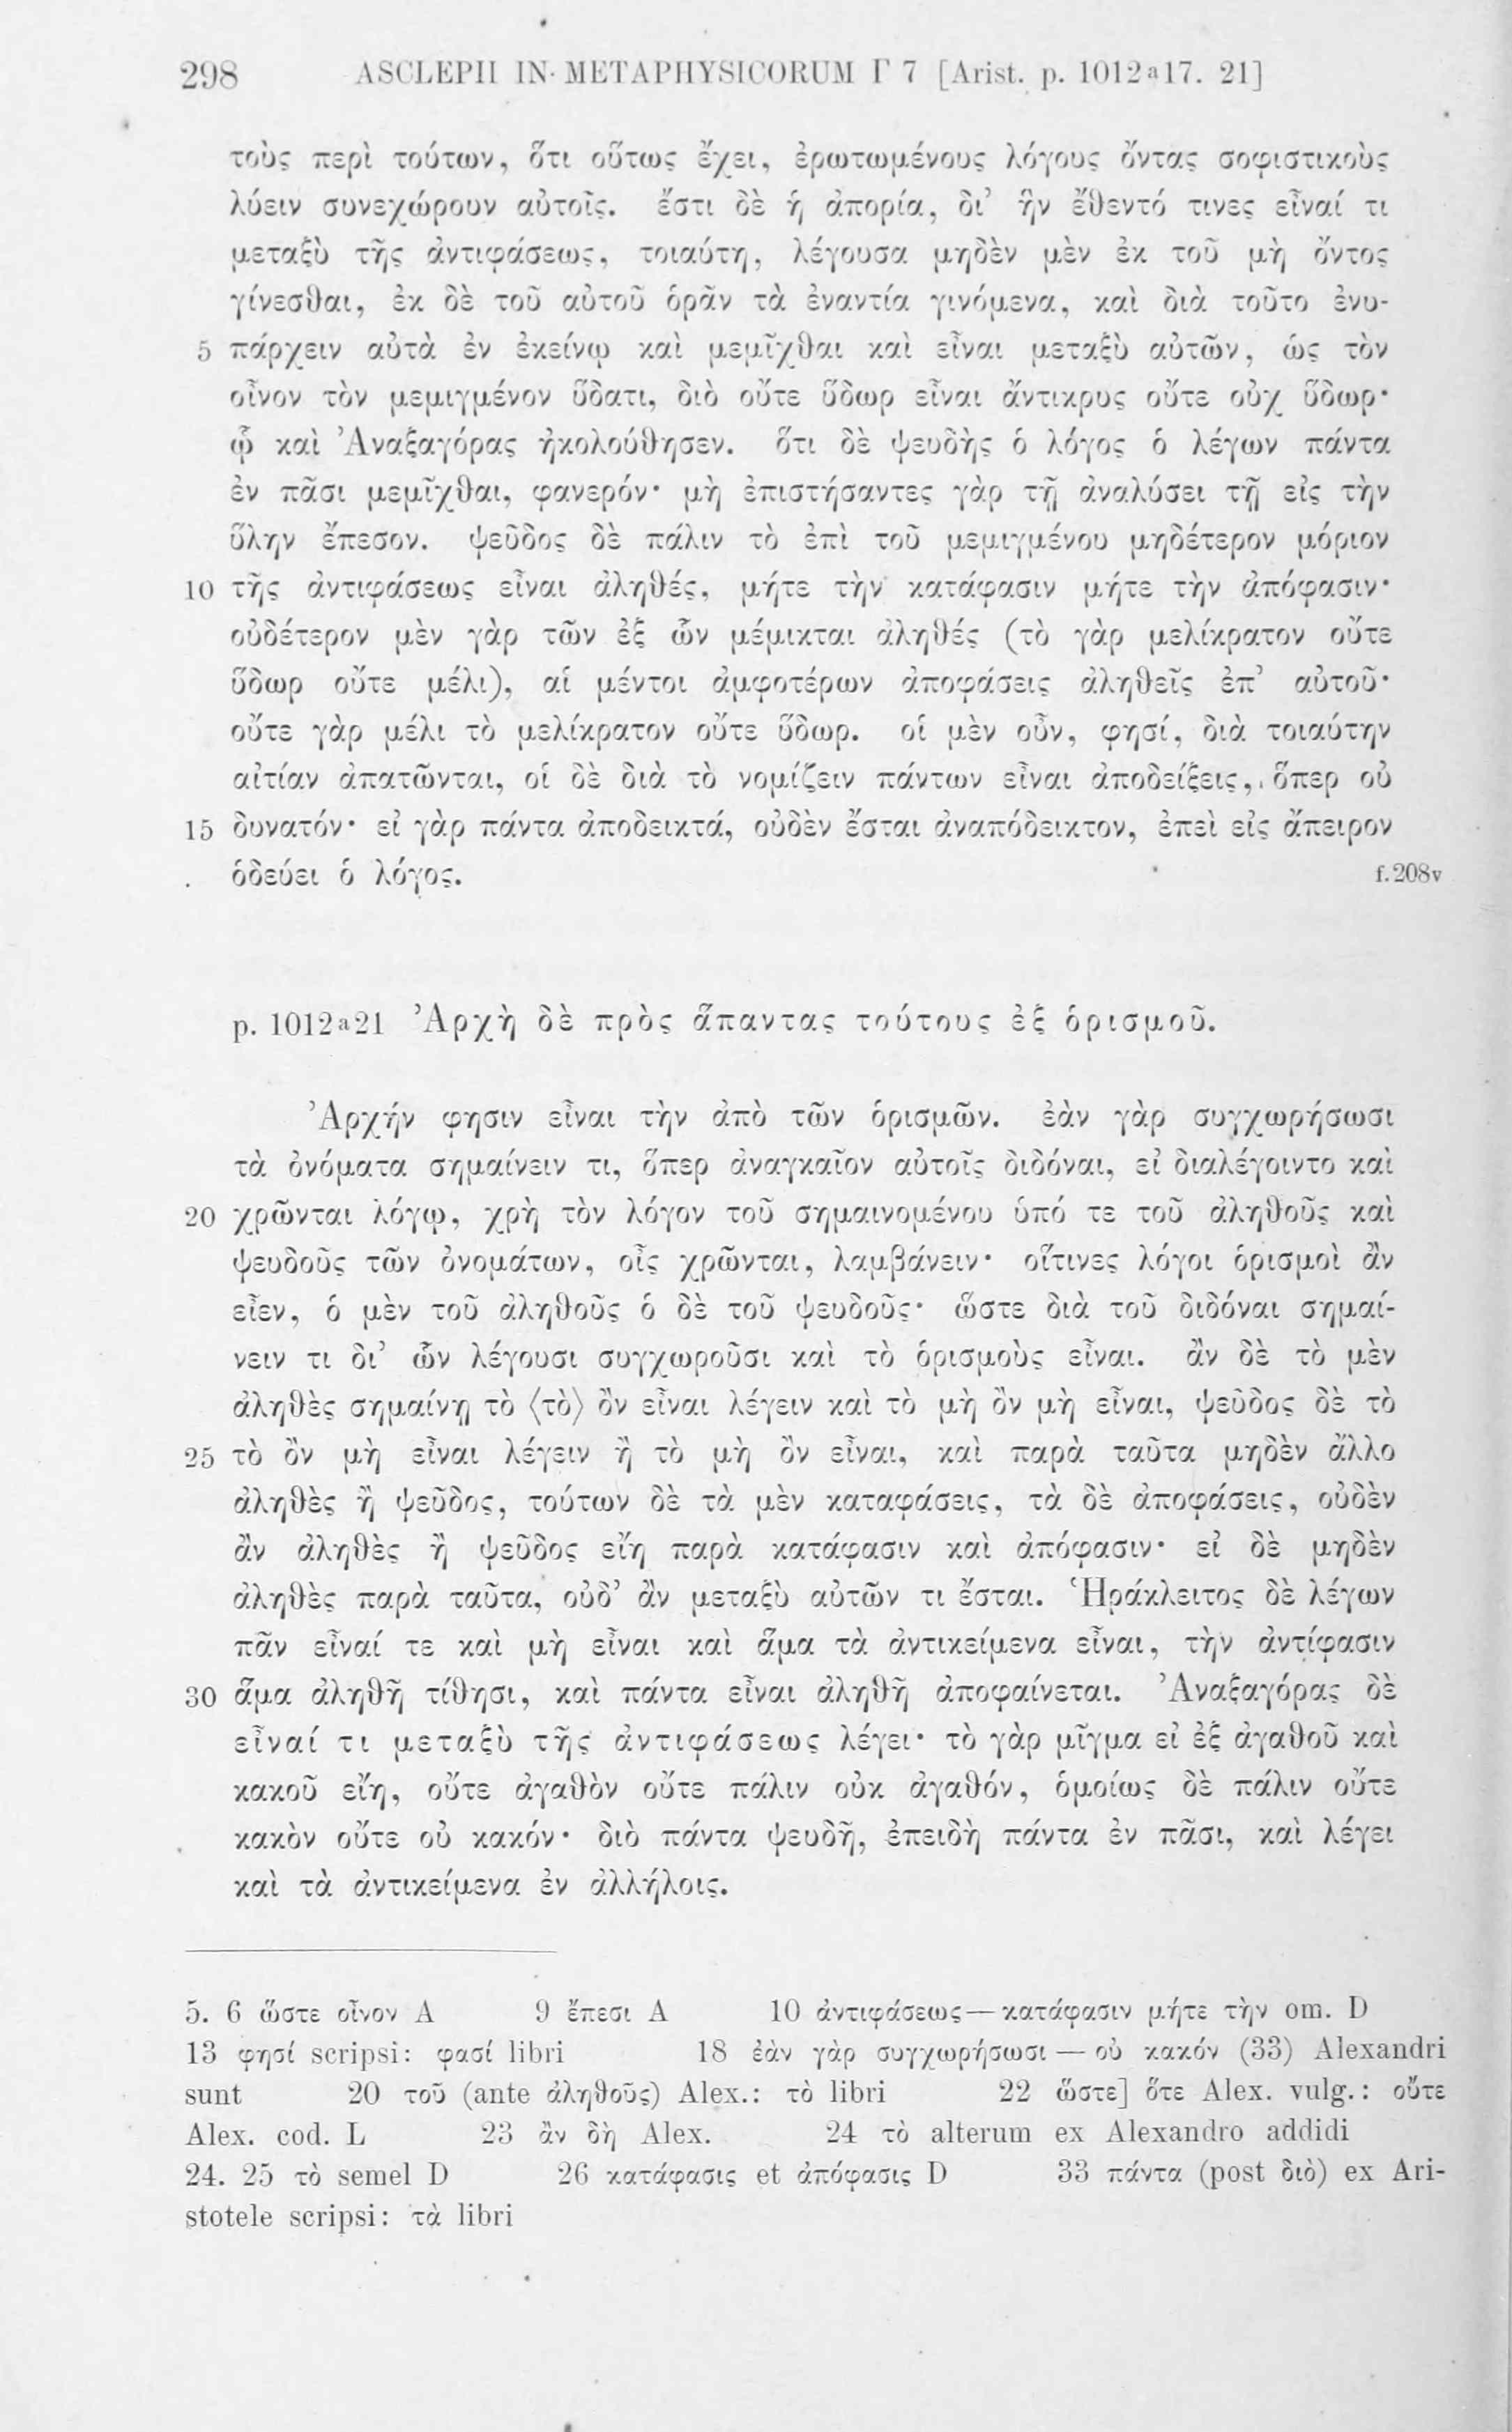 298 ASCLEPII IN METAPHYSICORUM Γ 7 [Arist. p. 1012ª17. 21]
τοὺς περὶ τούτων, ὅτι οὕτως ἔχει, ἐρωτωμένους λόγους ὄντας σοφιστικοὺς
λύειν συνεχώρουν αὐτοῖς. ἔστι δὲ ἡ ἀπορία, δι’ ἣν ἔθεντό τινες εἶναί τι
μεταξὺ τῆς ἀντιφάσεως, τοιαύτη, λέγουσα μηδὲν μὲν ἐκ τοῦ μὴ ὄντος
γίνεσθαι, ἐκ δὲ τοῦ αὐτοῦ ὁρᾶν τὰ ἐναντία γινόμενα, καὶ διὰ τοῦτο ἐνυ-
5 πάρχειν αὐτὰ ἐν ἐκείνῳ καὶ μεμῖχθαι καὶ εἶναι μεταξὺ αὐτῶν, ὡς τὸν
οἶνον τὸν μεμιγμένον ὕδατι, διὸ οὔτε ὕδωρ εἶναι ἄντικρυς οὔτε οὐχ ὕδωρ·
ᾧ καὶ Ἀναξαγόρας ἠκολούθησεν. ὅτι δὲ ψευδὴς ὁ λόγος ὁ λέγων πάντα
ἐν πᾶσι μεμῖχθαι, φανερόν· μὴ ἐπιστήσαντες γὰρ τῇ ἀναλύσει τῇ εἰς τὴν
ὕλην ἔπεσον. ψεῦδος δὲ πάλιν τὸ ἐπὶ τοῦ μεμιγμένου μηδέτερον μόριον
10 τῆς ἀντιφάσεως εἶναι ἀληθές, μήτε τὴν κατάφασιν μήτε τὴν ἀπόφασιν·
οὐδέτερον μὲν γὰρ τῶν ἐξ ὧν μέμικται ἀληθές (τὸ γὰρ μελίκρατον οὔτε
ὕδωρ οὔτε μέλι), αἱ μέντοι ἀμφοτέρων ἀποφάσεις ἀληθεῖς ἐπ’ αὐτοῦ·
οὔτε γὰρ μέλι τὸ μελίκρατον οὔτε ὕδωρ. οἱ μὲν οὖν, φησί, διὰ τοιαύτην
αἰτίαν ἀπατῶνται, οἱ δὲ διὰ τὸ νομίζειν πάντων εἶναι ἀποδείξεις, ὅπερ οὐ
15 δυνατόν· εἰ γὰρ πάντα ἀποδεικτά, οὐδὲν ἔσται ἀναπόδεικτον, ἐπεὶ εἰς ἄπειρον
ὁδεύει ὁ λόγος. f. 208v
p. 1012ª21 Ἀρχὴ δὲ πρὸς ἅπαντας τούτους ἐξ ὁρισμοῦ.
Ἀρχήν φησιν εἶναι τὴν ἀπὸ τῶν ὁρισμῶν. ἐὰν γὰρ συγχωρήσωσι
τὰ ὀνόματα σημαίνειν τι, ὅπερ ἀναγκαῖον αὐτοῖς διδόναι, εἰ διαλέγοιντο καὶ
20 χρῶνται λόγῳ, χρὴ τὸν λόγον τοῦ σημαινομένου ὑπό τε τοῦ ἀληθοῦς καὶ
ψευδοῦς τῶν ὀνομάτων, οἷς χρῶνται, λαμβάνειν· οἵτινες λόγοι ὁρισμοὶ ἂν
εἶεν, ὁ μὲν τοῦ ἀληθοῦς ὁ δὲ τοῦ ψευδοῦς· ὥστε διὰ τοῦ διδόναι σημαί-
νειν τι δι’ ὧν λέγουσι συγχωροῦσι καὶ τὸ ὁρισμοὺς εἶναι. ἂν δὲ τὸ μὲν
ἀληθὲς σημαίνῃ τὸ ⟨τὸ⟩ ὂν εἶναι λέγειν καὶ τὸ μὴ ὂν μὴ εἶναι, ψεῦδος δὲ τὸ
25 τὸ ὂν μὴ εἶναι λέγειν ἢ τὸ μὴ ὂν εἶναι, καὶ παρὰ ταῦτα μηδὲν ἄλλο
ἀληθὲς ἢ ψεῦδος, τούτων δὲ τὰ μὲν καταφάσεις, τὰ δὲ ἀποφάσεις, οὐδὲν
ἂν ἀληθὲς ἢ ψεῦδος εἴη παρὰ κατάφασιν καὶ ἀπόφασιν· εἰ δὲ μηδὲν
ἀληθὲς παρὰ ταῦτα, οὐδ’ ἂν μεταξὺ αὐτῶν τι ἔσται. Ἡράκλειτος δὲ λέγων
πᾶν εἶναί τε καὶ μὴ εἶναι καὶ ἅμα τὰ ἀντικείμενα εἶναι, τὴν ἀντίφασιν
30 ἅμα ἀληθῆ τίθησι, καὶ πάντα εἶναι ἀληθῆ ἀποφαίνεται. Ἀναξαγόρας δὲ
εἶναί τι μεταξὺ τῆς ἀντιφάσεως λέγει· τὸ γὰρ μῖγμα εἰ ἐξ ἀγαθοῦ καὶ
κακοῦ εἴη, οὔτε ἀγαθὸν οὔτε πάλιν οὐκ ἀγαθόν, ὁμοίως δὲ πάλιν οὔτε
κακὸν οὔτε οὐ κακόν· διὸ πάντα ψευδῆ, ἐπειδὴ πάντα ἐν πᾶσι, καὶ λέγει
καὶ τὰ ἀντικείμενα ἐν ἀλλήλοις.
5. 6 ὥστε οἶνον A 9 ἔπεσι A 10 ἀντιφάσεως — κατάφασιν μήτε τὴν om. D
13 φησί scripsi: φασί libri 18 ἐὰν γὰρ συγχωρήσωσι — οὐ κακόν (33) Alexandri
sunt 20 τοῦ (ante ἀληθοῦς) Alex.: τὸ libri 22 ὥστε] ὅτε Alex. vulg.: οὔτε
Alex. cod. L 23 ἂν δὴ Alex. 24 τὸ alterum ex Alexandro addidi
24. 25 τὸ semel D 26 κατάφασις et ἀπόφασις D 33 πάντα (post διὸ) ex Ari-
stotele scripsi: τὰ libri